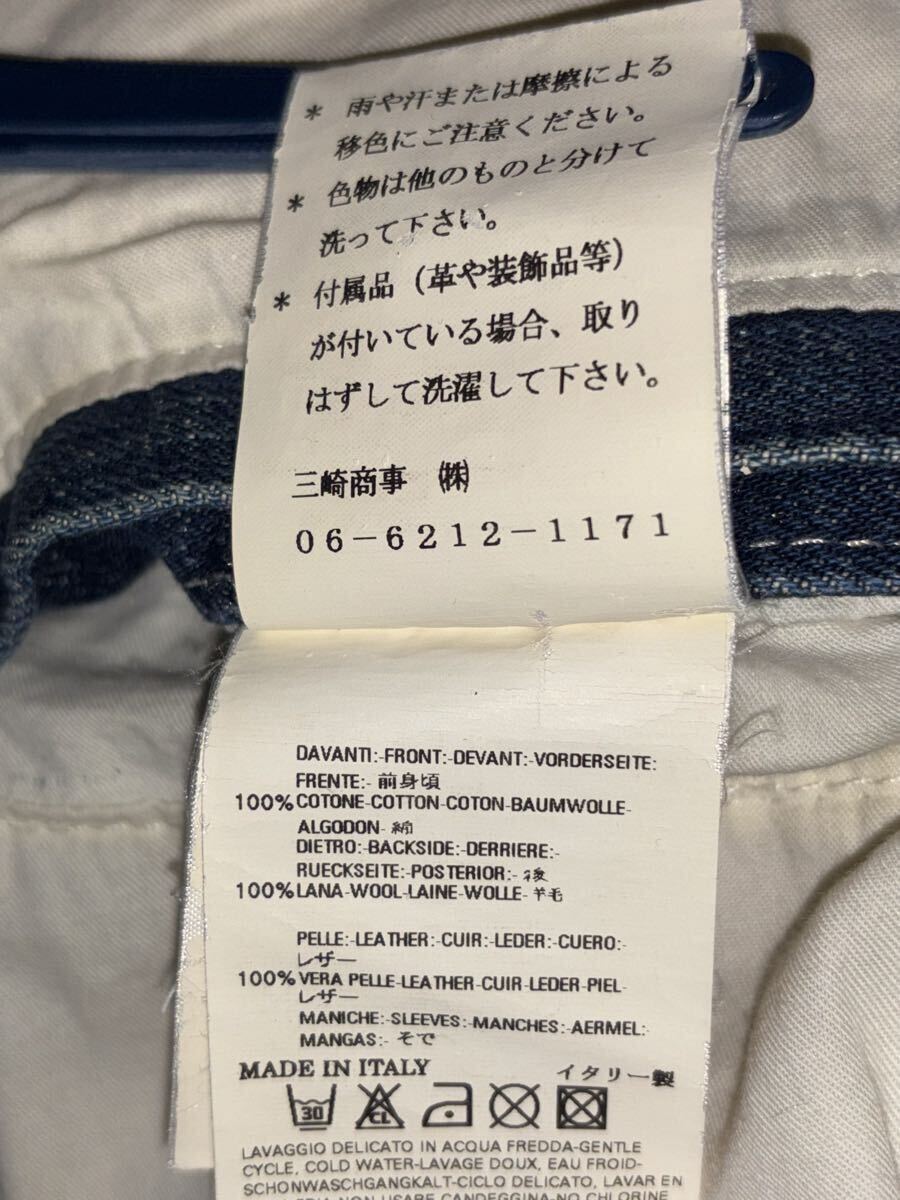 * 雨や汗または摩擦による
移色にご注意ください。
* 色物は他のものと分けて
洗って下さい。
* 付属品（革や装飾品等）
が付いている場合、取り
はずして洗濯して下さい。
三崎商事 ㈱
06-6212-1171
DAVANTI:-FRONT:-DEVANT:-VORDERSEITE:
FRENTE:-前身頃
100% COTONE-COTTON-COTON-BAUMWOLLE-
ALGODON-綿
DIETRO:-BACKSIDE:-DERRIERE:-
RUECKSEITE:-POSTERIOR:-後
100% LANA-WOOL-LAINE-WOLLE-羊毛
PELLE:-LEATHER:-CUIR:-LEDER:-CUERO:-
レザー
100% VERA PELLE-LEATHER-CUIR-LEDER-PIEL-
レザー
MANICHE:-SLEEVES:-MANCHES:-AERMEL:
MANGAS:-そで
MADE IN ITALY イタリー製
30 CL
LAVAGGIO DELICATO IN ACQUA FREDDA-GENTLE
CYCLE, COLD WATER-LAVAGE DOUX, EAU FROID-
SCHONWASCHGANGKALT-CICLO DELICATO, LAVAR EN
NON USARE CANDEGGINA-NO CHLORINE